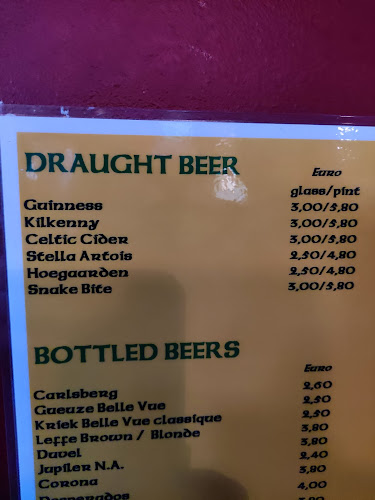 DRAUGHT BEER
Euro
glass/pint
Guinness 3,00/5,80
Kilkenny 3,00/5,80
Celtic Cider 3,00/5,80
Stella Artois 2,50/4,80
Hoegaarden 2,50/4,80
Snake Bite 3,00/5,80
BOTTLED BEERS
Euro
Carlsberg 2,60
Gueuze Belle Vue 2,50
Kriek Belle Vue classique 2,50
Leffe Brown / Blonde 3,80
Duvel 3,80
Jupiler N.A. 2,40
Corona 3,80
Desperados 4,00